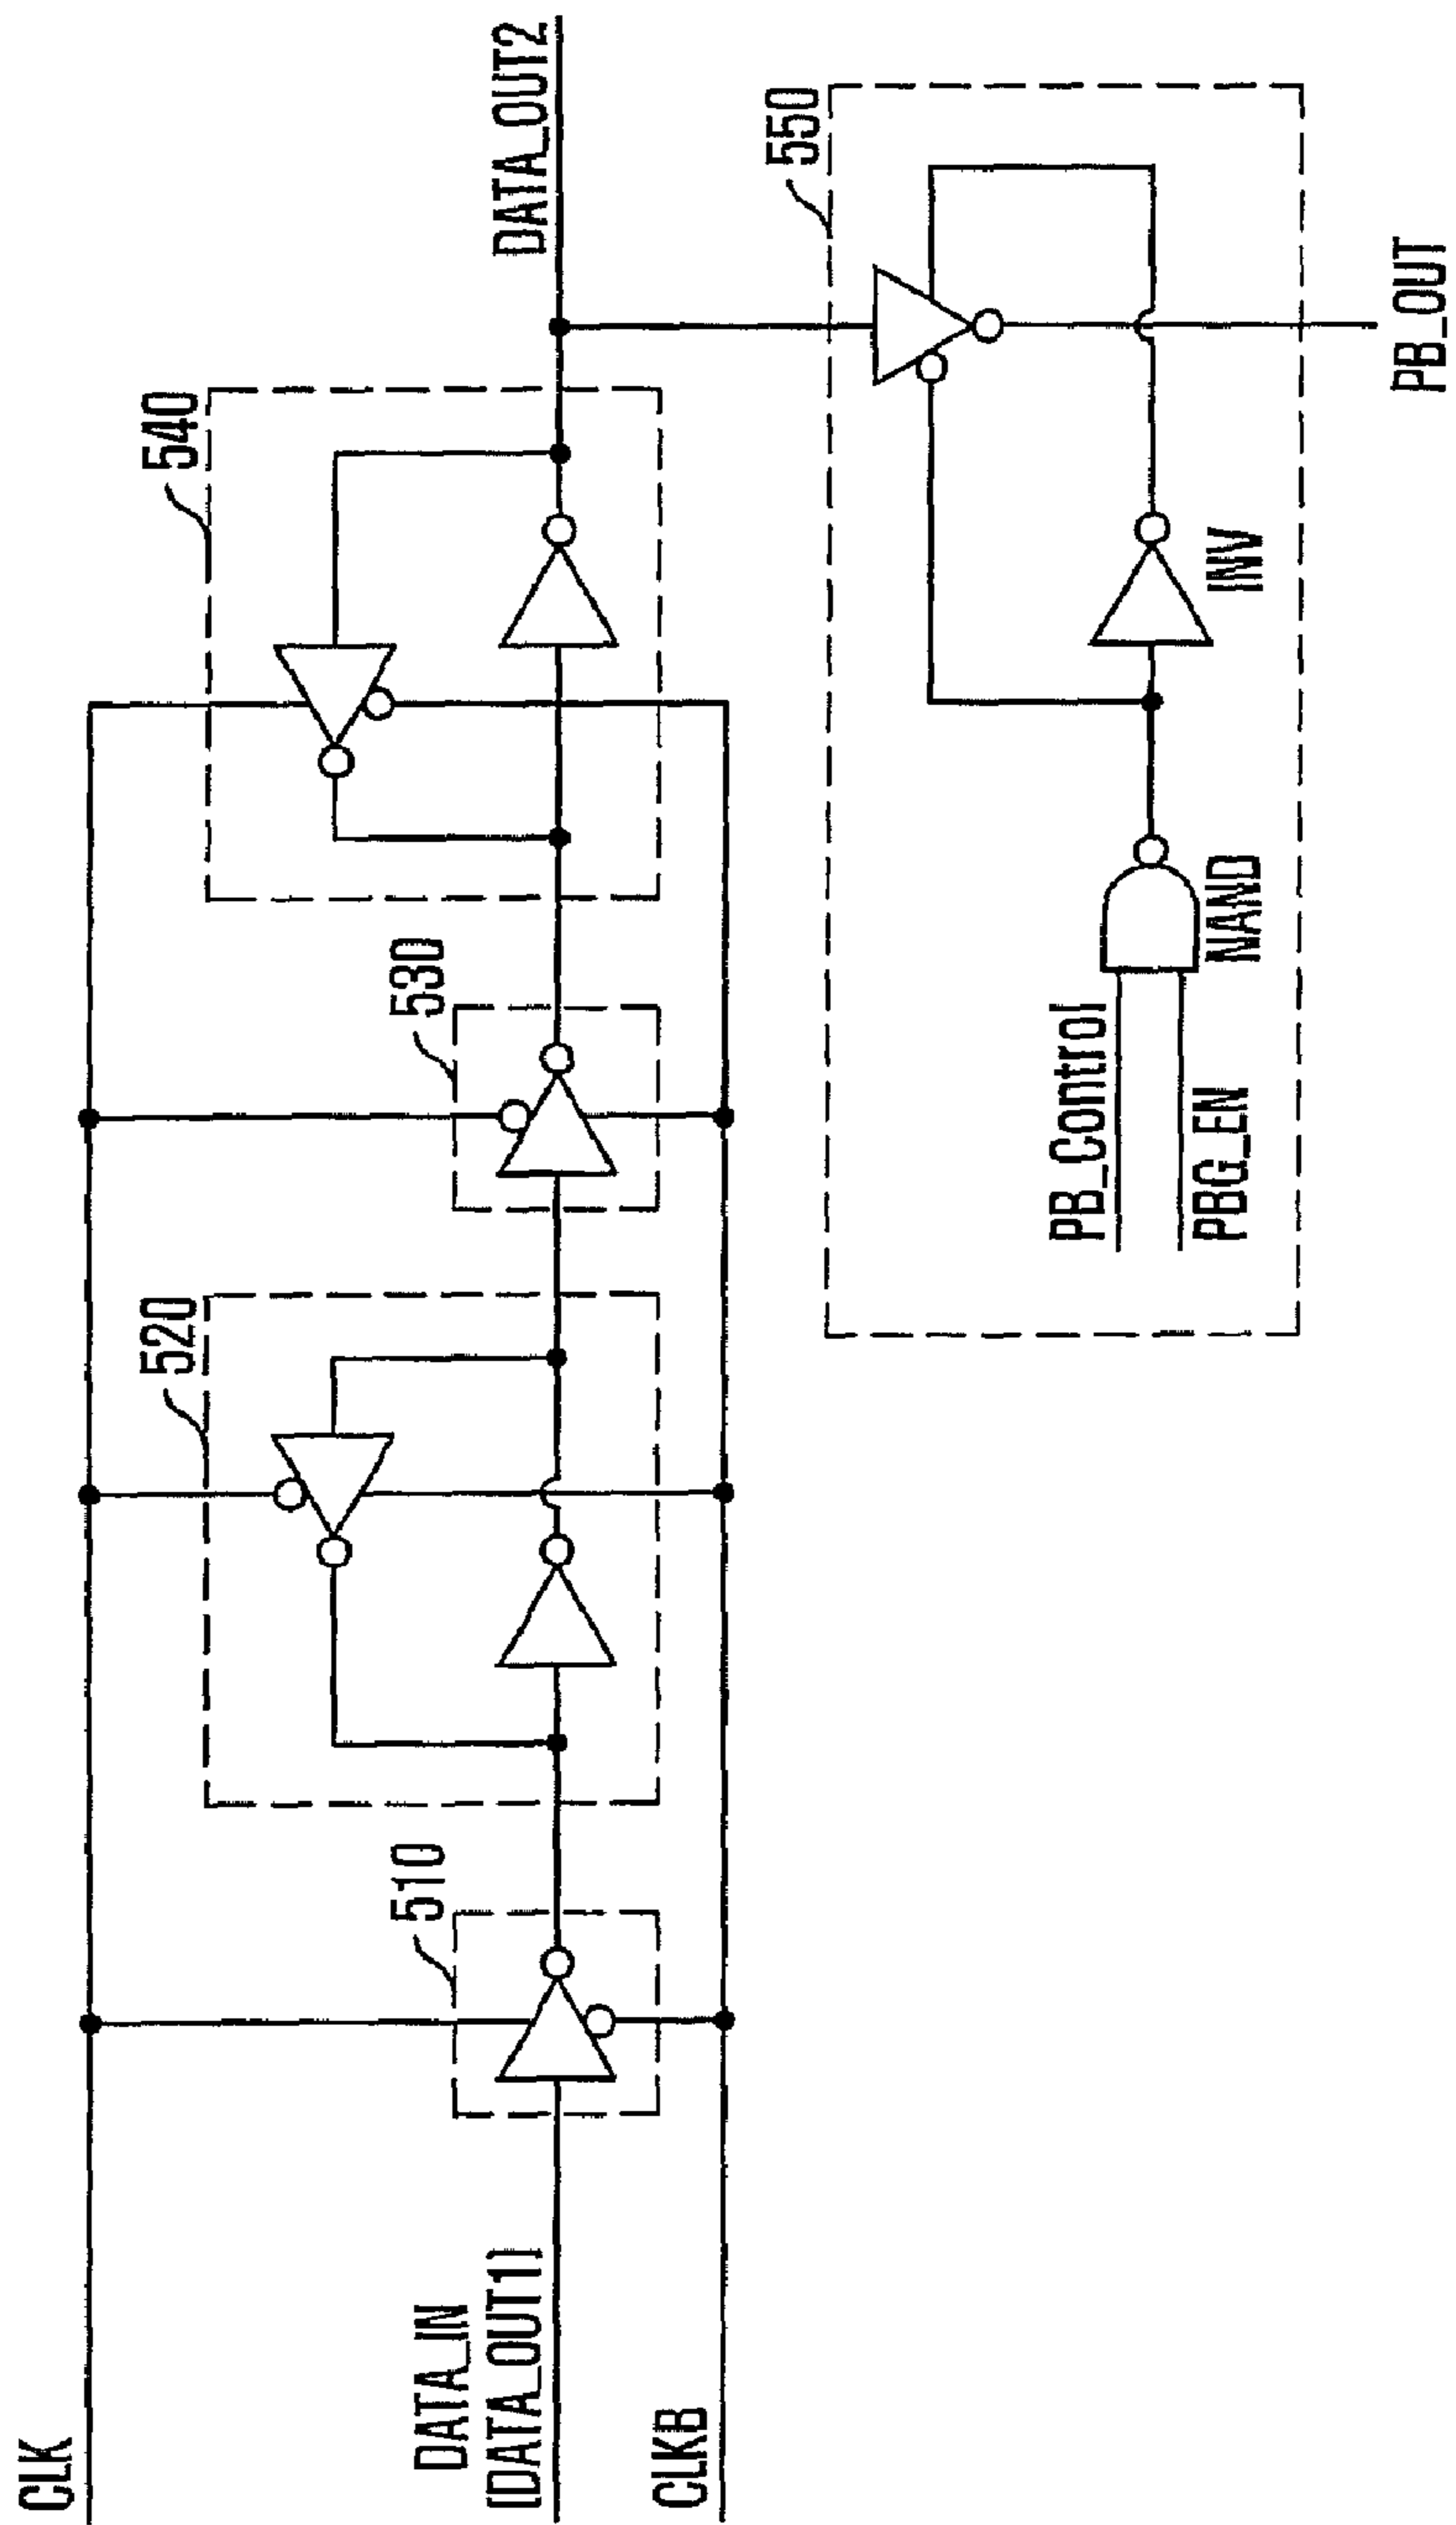 CLK
DATA_IN
(DATA_OUT1)
CLKB
510
520
530
540
DATA_OUT2
550
PB_Control
PBG_EN
NAND
INV
PB_OUT